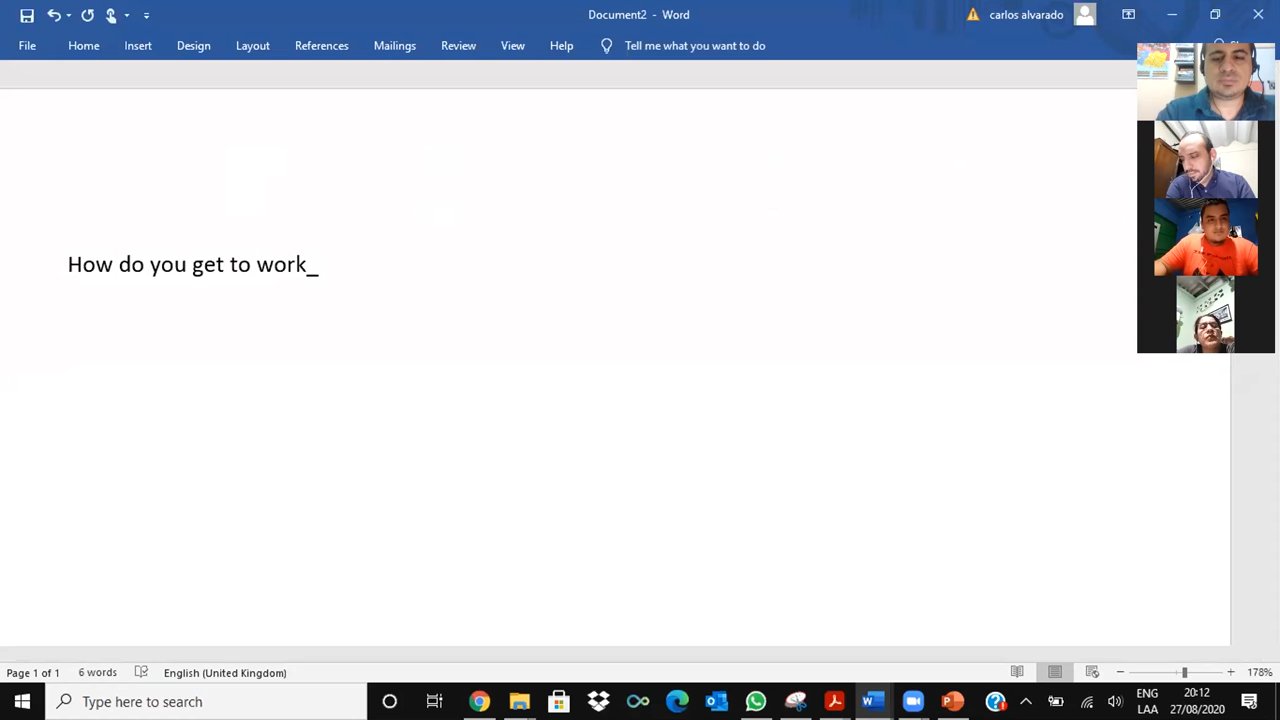 Document2 - Word
carlos alvarado
File Home Insert Design Layout References Mailings Review View Help Tell me what you want to do
How do you get to work_
Page 1 of 1 6 words English (United Kingdom) 178%
Type here to search
ENG
LAA
20:12
27/08/2020